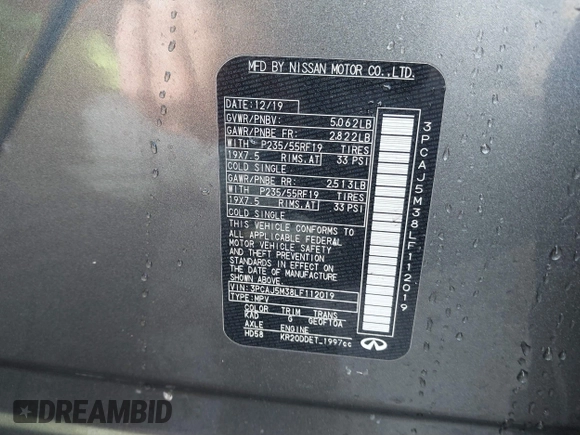 MFD BY NISSAN MOTOR CO.,LTD.
DATE: 12/19
GVWR/PNBV: 5,062LB
GAWR/PNBE FR: 2,822LB
WITH P235/55RF19 TIRES
19X7.5 RIMS.AT 33 PSI
COLD SINGLE
GAWR/PNBE RR: 2,513LB
WITH P235/55RF19 TIRES
19X7.5 RIMS.AT 33 PSI
COLD SINGLE
THIS VEHICLE CONFORMS TO
ALL APPLICABLE FEDERAL
MOTOR VEHICLE SAFETY
AND THEFT PREVENTION
STANDARDS IN EFFECT ON
THE DATE OF MANUFACTURE
SHOWN ABOVE.
VIN: 3PCAJ5M38LF112019
TYPE: MPV
COLOR TRIM TRANS
KAD G GEOF10A
AXLE ENGINE
HD58 KR20DDET_1997cc
3PCAJ5M38LF112019
DREAMBID